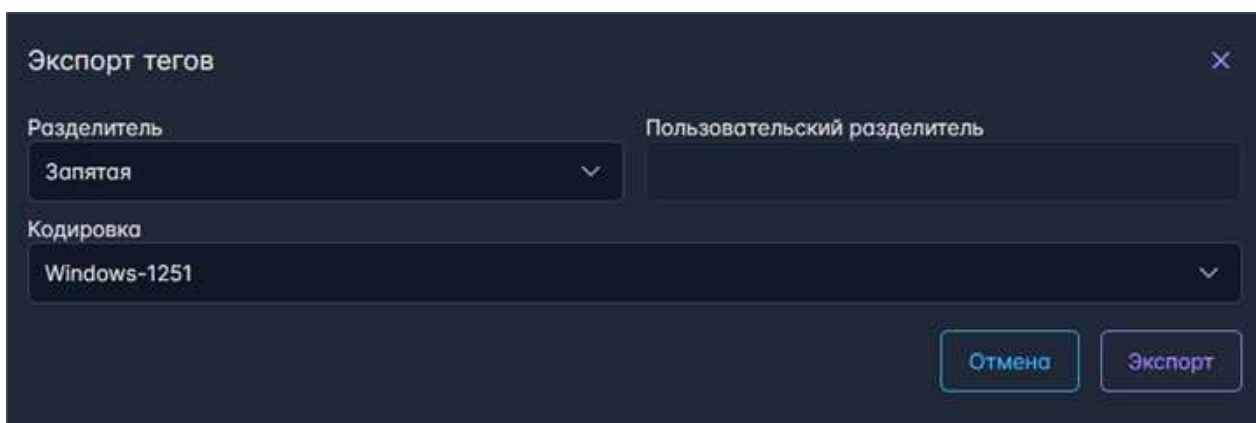 Экспорт тегов
Разделитель
Пользовательский разделитель
Запятая
Кодировка
Windows-1251
Отмена
Экспорт